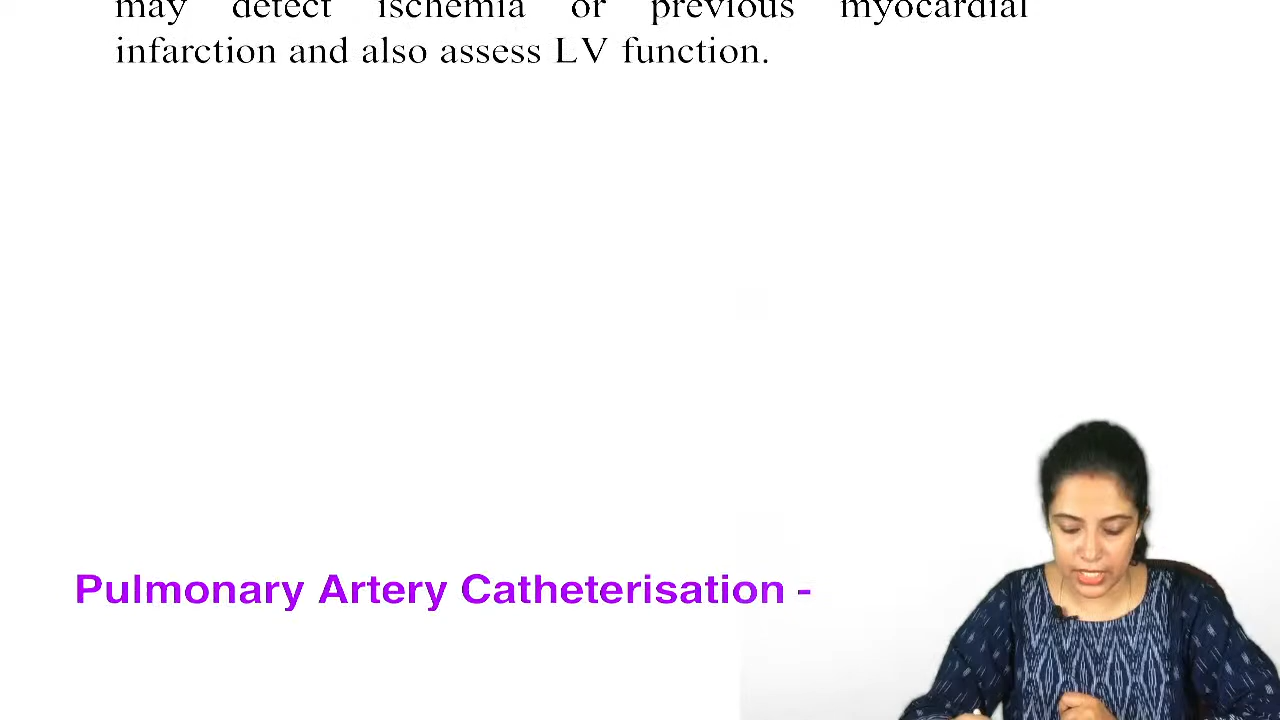 may detect ischemia or previous myocardial
infarction and also assess LV function.
Pulmonary Artery Catheterisation -